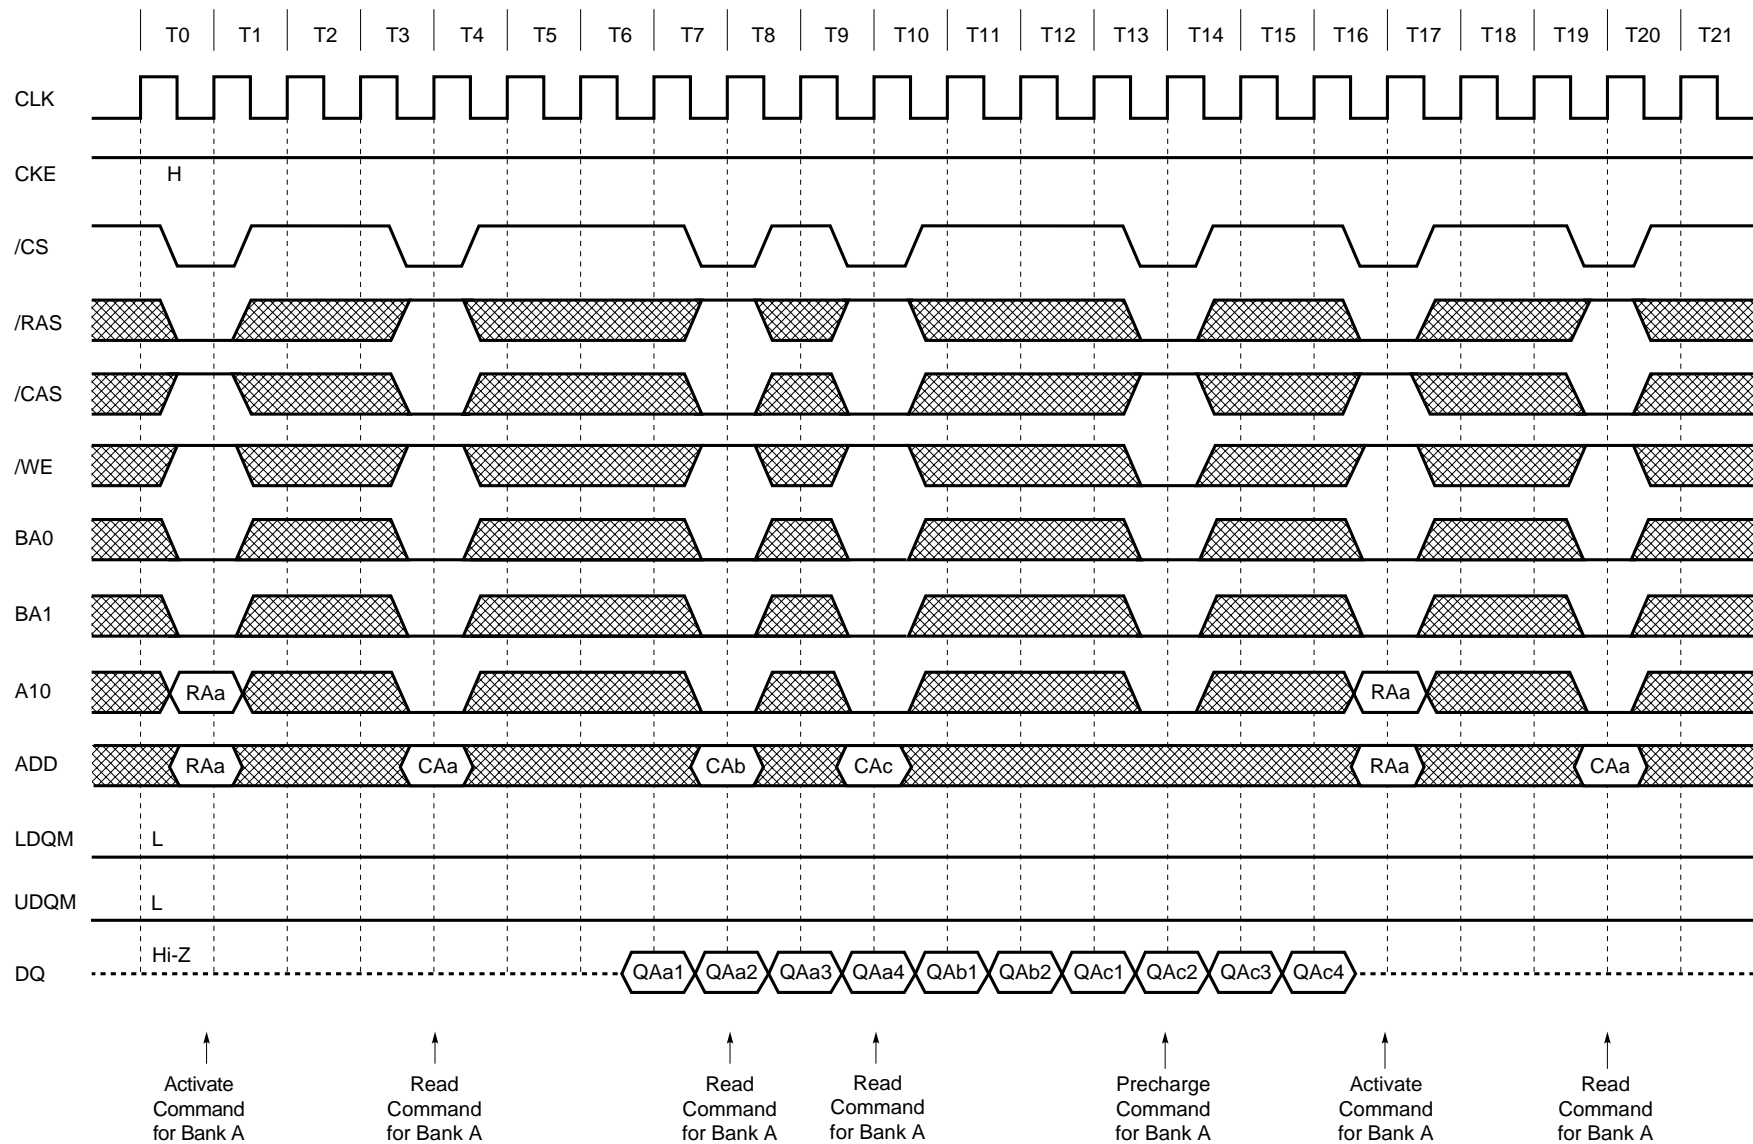 T0 T1 T2 T3 T4 T5 T6 T7 T8 T9 T10 T11 T12 T13 T14 T15 T16 T17 T18 T19 T20 T21
CLK
CKE H
/CS
/RAS
/CAS
/WE
BA0
BA1
A10 RAa RAa
ADD RAa CAa CAb CAc RAa CAa
LDQM L
UDQM L
DQ Hi-Z QAa1 QAa2 QAa3 QAa4 QAb1 QAb2 QAc1 QAc2 QAc3 QAc4
Activate
Command
for Bank A
Read
Command
for Bank A
Read
Command
for Bank A
Read
Command
for Bank A
Precharge
Command
for Bank A
Activate
Command
for Bank A
Read
Command
for Bank A